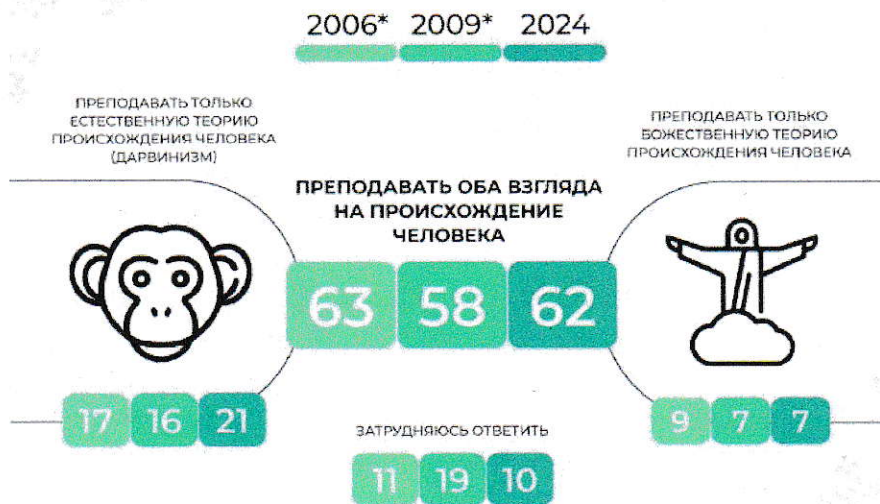 2006* 2009* 2024
ПРЕПОДАВАТЬ ТОЛЬКО
ЕСТЕСТВЕННУЮ ТЕОРИЮ
ПРОИСХОЖДЕНИЯ ЧЕЛОВЕКА
(ДАРВИНИЗМ)
ПРЕПОДАВАТЬ ТОЛЬКО
БОЖЕСТВЕННУЮ ТЕОРИЮ
ПРОИСХОЖДЕНИЯ ЧЕЛОВЕКА
ПРЕПОДАВАТЬ ОБА ВЗГЛЯДА
НА ПРОИСХОЖДЕНИЕ
ЧЕЛОВЕКА
63 58 62
17 16 21
9 7 7
ЗАТРУДНЯЮСЬ ОТВЕТИТЬ
11 19 10